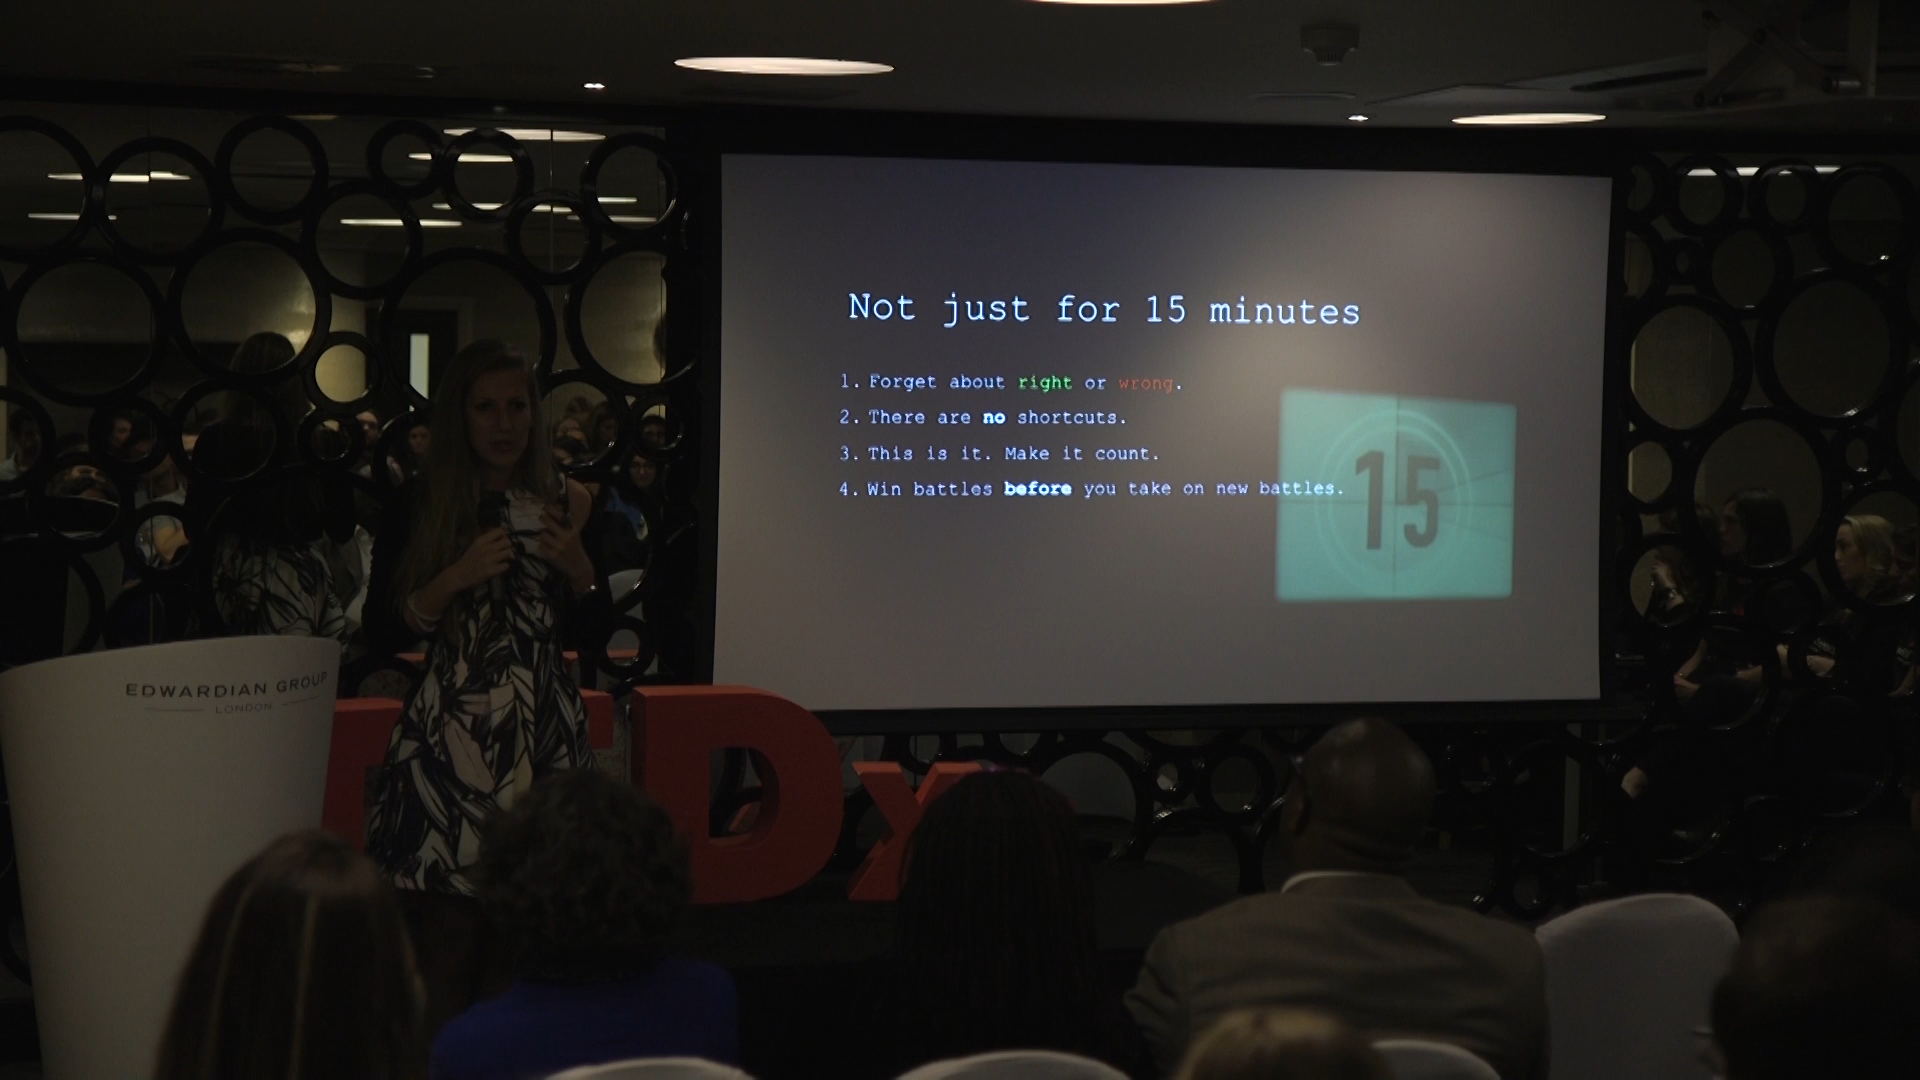 Not just for 15 minutes
1. Forget about right or wrong.
2. There are no shortcuts.
3. This is it. Make it count.
4. Win battles before you take on new battles.
15
EDWARDIAN GROUP
LONDON
TEDx